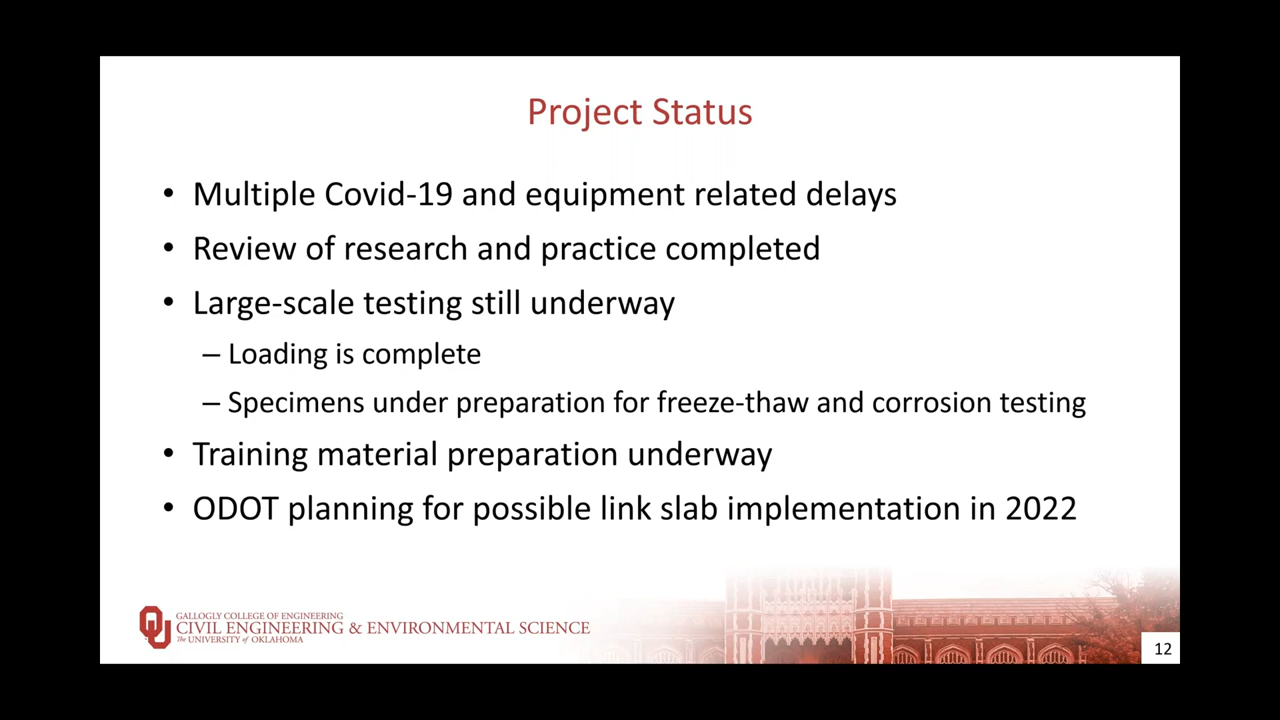 Project Status
• Multiple Covid-19 and equipment related delays
• Review of research and practice completed
• Large-scale testing still underway
– Loading is complete
– Specimens under preparation for freeze-thaw and corrosion testing
• Training material preparation underway
• ODOT planning for possible link slab implementation in 2022
OU
GALLOGLY COLLEGE OF ENGINEERING
CIVIL ENGINEERING & ENVIRONMENTAL SCIENCE
The UNIVERSITY of OKLAHOMA
12